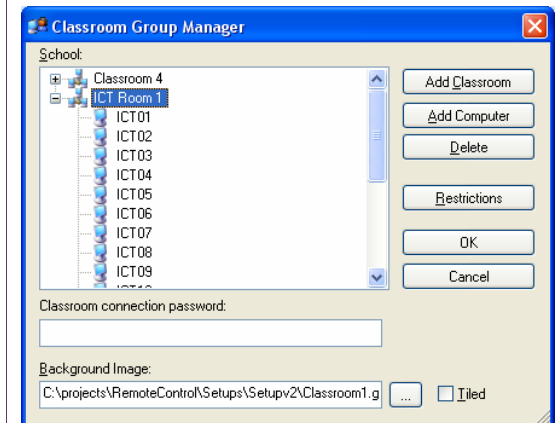 Classroom Group Manager
School:
Classroom 4
Add Classroom
ICT Room 1
ICT01
Add Computer
ICT02
ICT03
Delete
ICT04
ICT05
Restrictions
ICT06
ICT07
ICT08
OK
ICT09
Cancel
Classroom connection password:
Background Image:
C:\projects\RemoteControl\Setups\Setupv2\Classroom1.g
...
Tiled